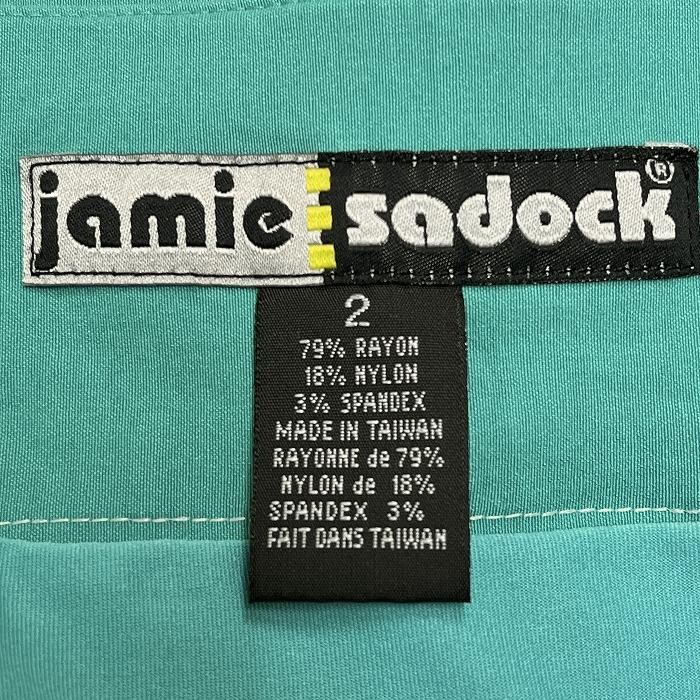 jamie sadock®
2
79% RAYON
18% NYLON
3% SPANDEX
MADE IN TAIWAN
RAYONNE de 79%
NYLON de 18%
SPANDEX 3%
FAIT DANS TAIWAN